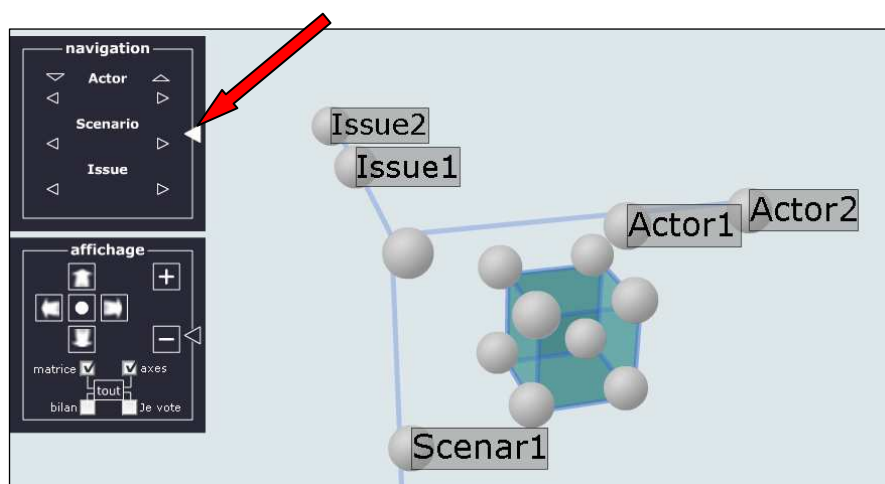 navigation
Actor
Scenario
Issue
affichage
matrice
axes
tout
bilan
Je vote
Issue2
Issue1
Actor1
Actor2
Scenar1